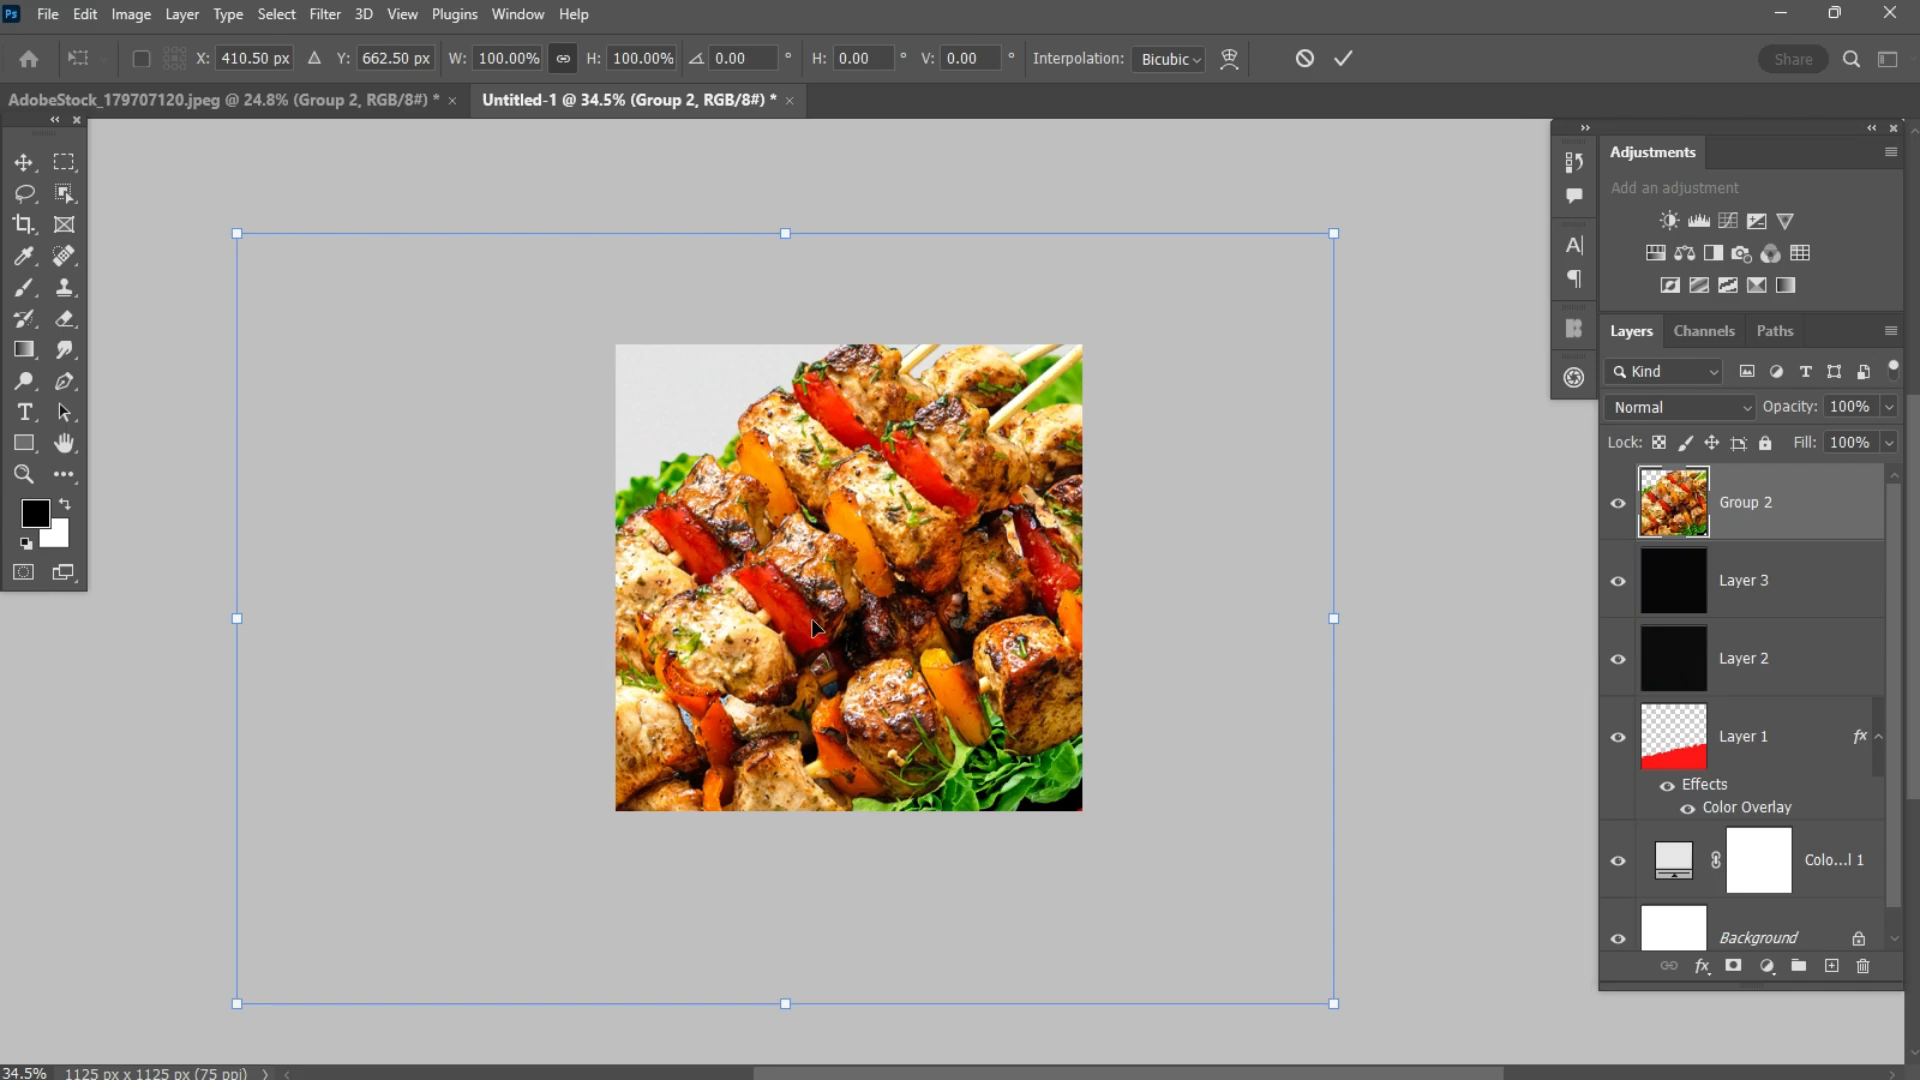 Ps File Edit Image Layer Type Select Filter 3D View Plugins Window Help
X: 410.50 px Y: 662.50 px W: 100.00% H: 100.00% 0.00 ° H: 0.00 ° V: 0.00 ° Interpolation: Bicubic Share
AdobeStock_179707120.jpeg @ 24.8% (Group 2, RGB/8#) * × Untitled-1 @ 34.5% (Group 2, RGB/8#) * ×
Adjustments
Add an adjustment
Layers Channels Paths
Kind
Normal Opacity: 100%
Lock: Fill: 100%
Group 2
Layer 3
Layer 2
Layer 1 fx
Effects
Color Overlay
Colo...l 1
Background
fx
34.5% 1125 px x 1125 px (75 ppi)